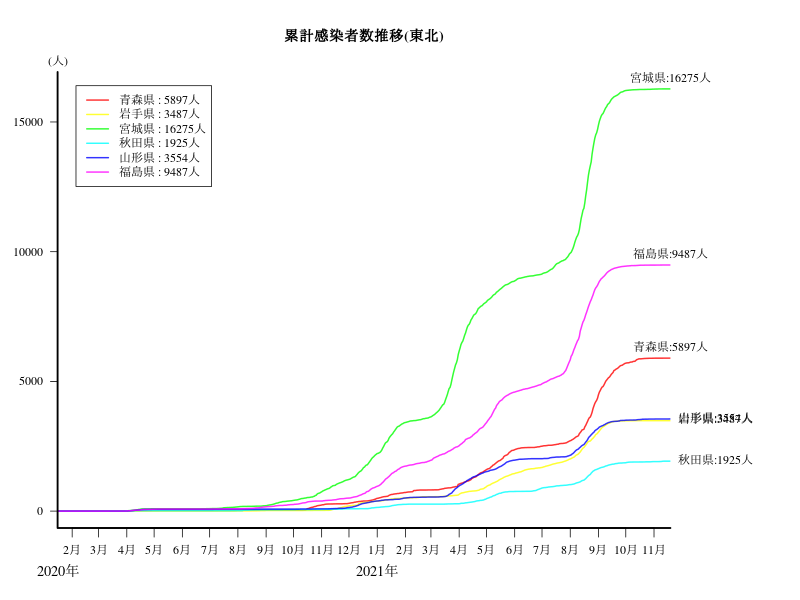 累計感染者数推移(東北)
(人)
青森県 : 5897人
岩手県 : 3487人
宮城県 : 16275人
秋田県 : 1925人
山形県 : 3554人
福島県 : 9487人
宮城県:16275人
15000
10000
福島県:9487人
5000
青森県:5897人
秋田県:1925人
0
2月 3月 4月 5月 6月 7月 8月 9月 10月 11月 12月 1月 2月 3月 4月 5月 6月 7月 8月 9月 10月 11月
2020年 2021年